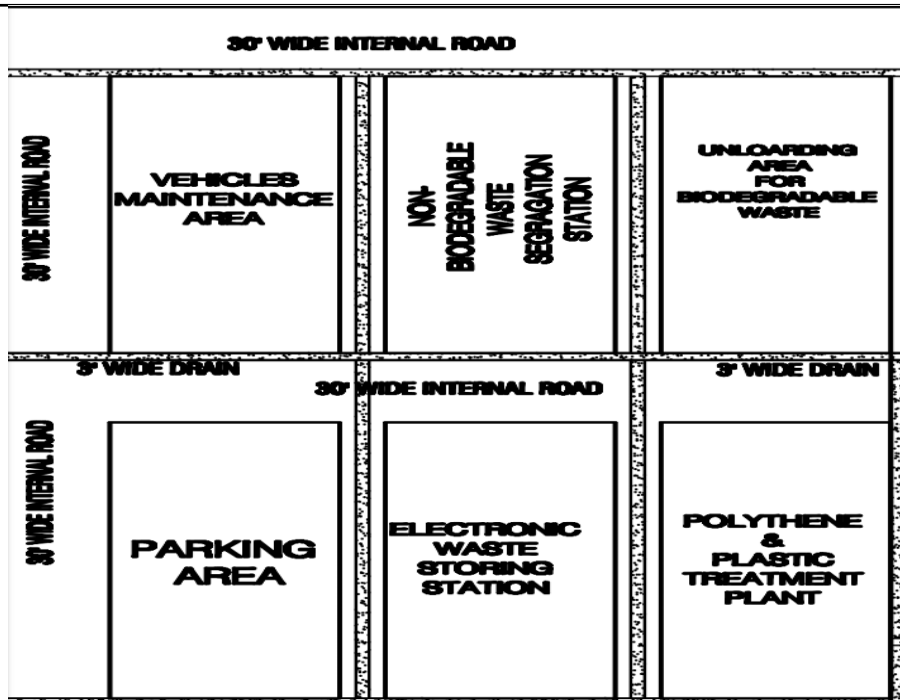 30' WIDE INTERNAL ROAD
30' WIDE INTERNAL ROAD
VEHICLES
MAINTENANCE
AREA
NON-
BIODEGRADABLE
WASTE
SEGRAGATION
STATION
UNLOARDING
AREA
FOR
BIODEGRADABLE
WASTE
3' WIDE DRAIN
30' WIDE INTERNAL ROAD
3' WIDE DRAIN
30' WIDE INTERNAL ROAD
PARKING
AREA
ELECTRONIC
WASTE
STORING
STATION
POLYTHENE
&
PLASTIC
TREATMENT
PLANT